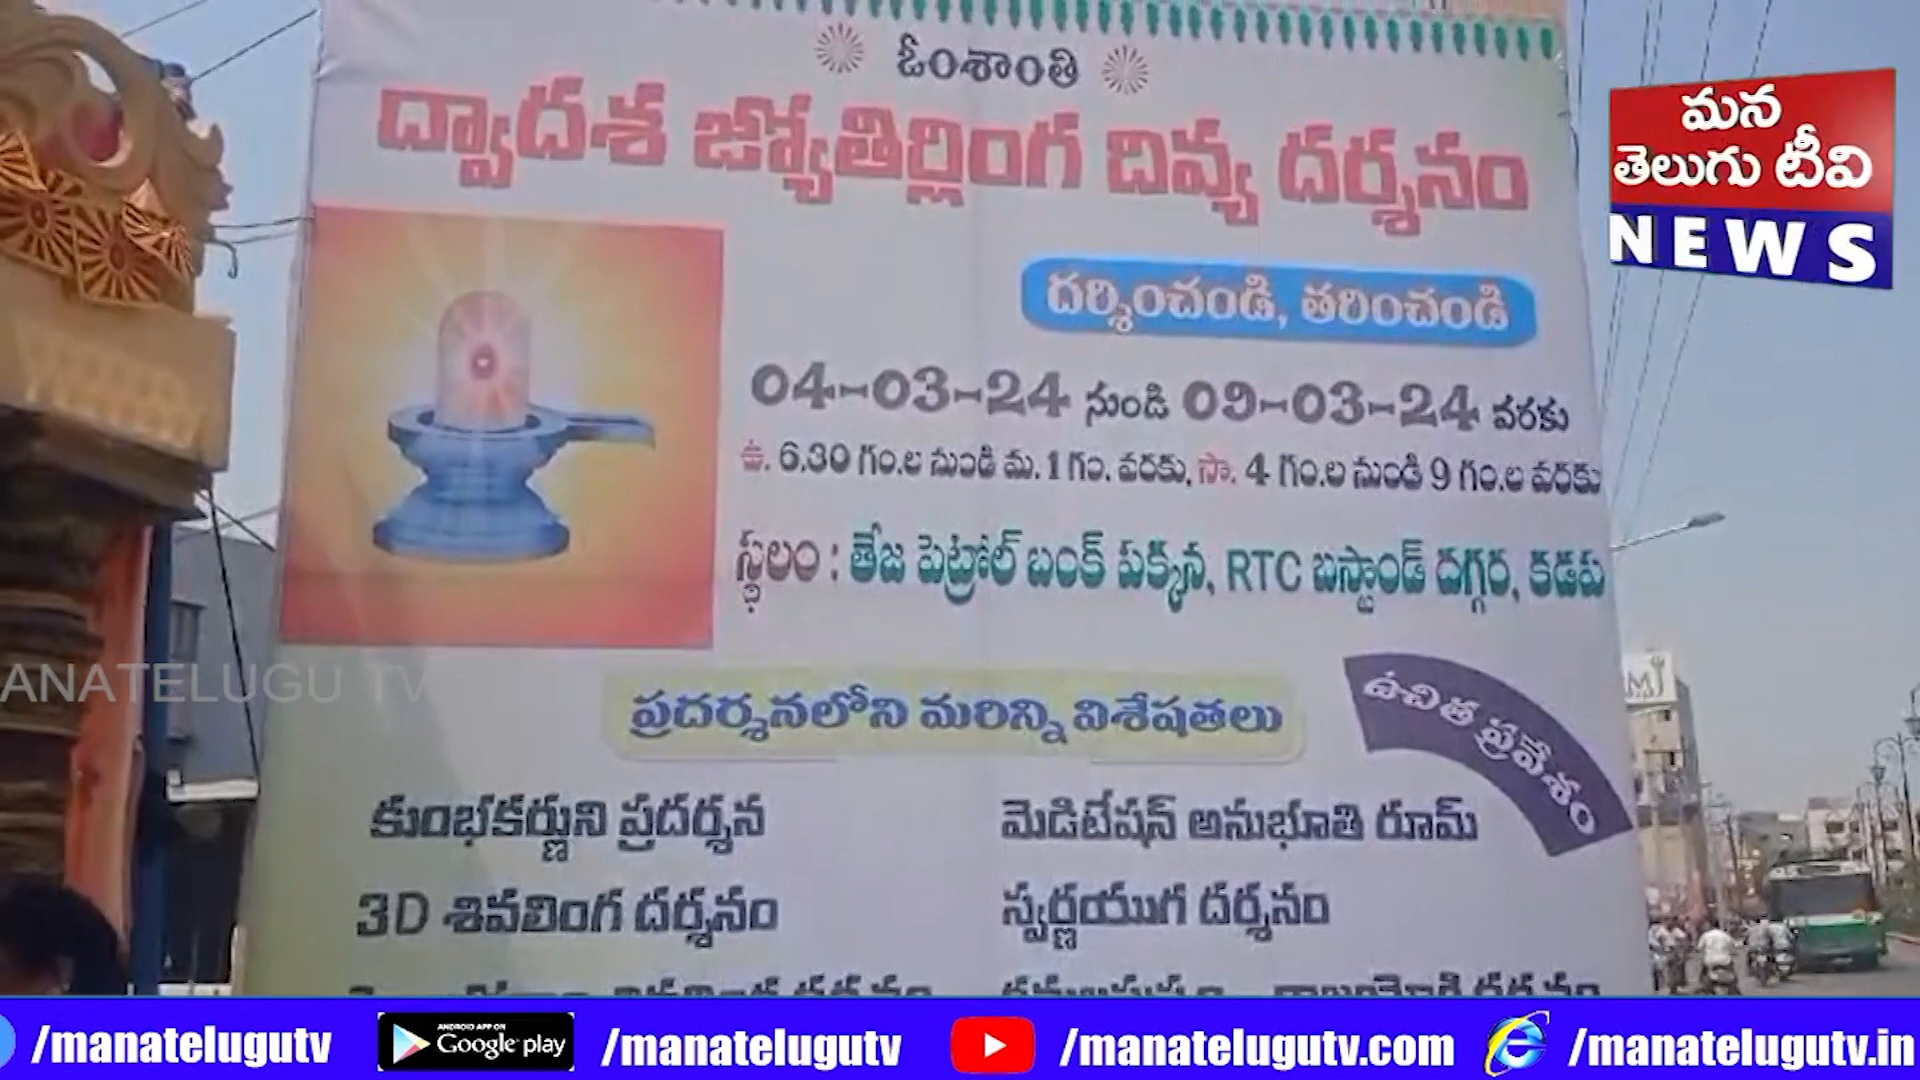 ఓంశాంతి
ద్వాదశ జ్యోతిర్లింగ దివ్య దర్శనం
మన
తెలుగు టీవి
NEWS
దర్శించండి, తరించండి
04-03-24 నుండి 09-03-24 వరకు
ఉ. 6.30 గం.ల నుండి మ. 1 గం. వరకు, సా. 4 గం.ల నుండి 9 గం.ల వరకు
స్థలం : తేజ పెట్రోల్ బంక్ పక్కన, RTC బస్టాండ్ దగ్గర, కడప
ANATELUGU TV
ప్రదర్శనలోని మరిన్ని విశేషతలు
ఉచిత ప్రవేశం
కుంభకర్ణుని ప్రదర్శన
మెడిటేషన్ అనుభూతి రూమ్
3D శివలింగ దర్శనం
స్వర్ణయుగ దర్శనం
/manatelugutv
ANDROID APP ON
Google play
/manatelugutv
/manatelugutv.com
/manatelugutv.in